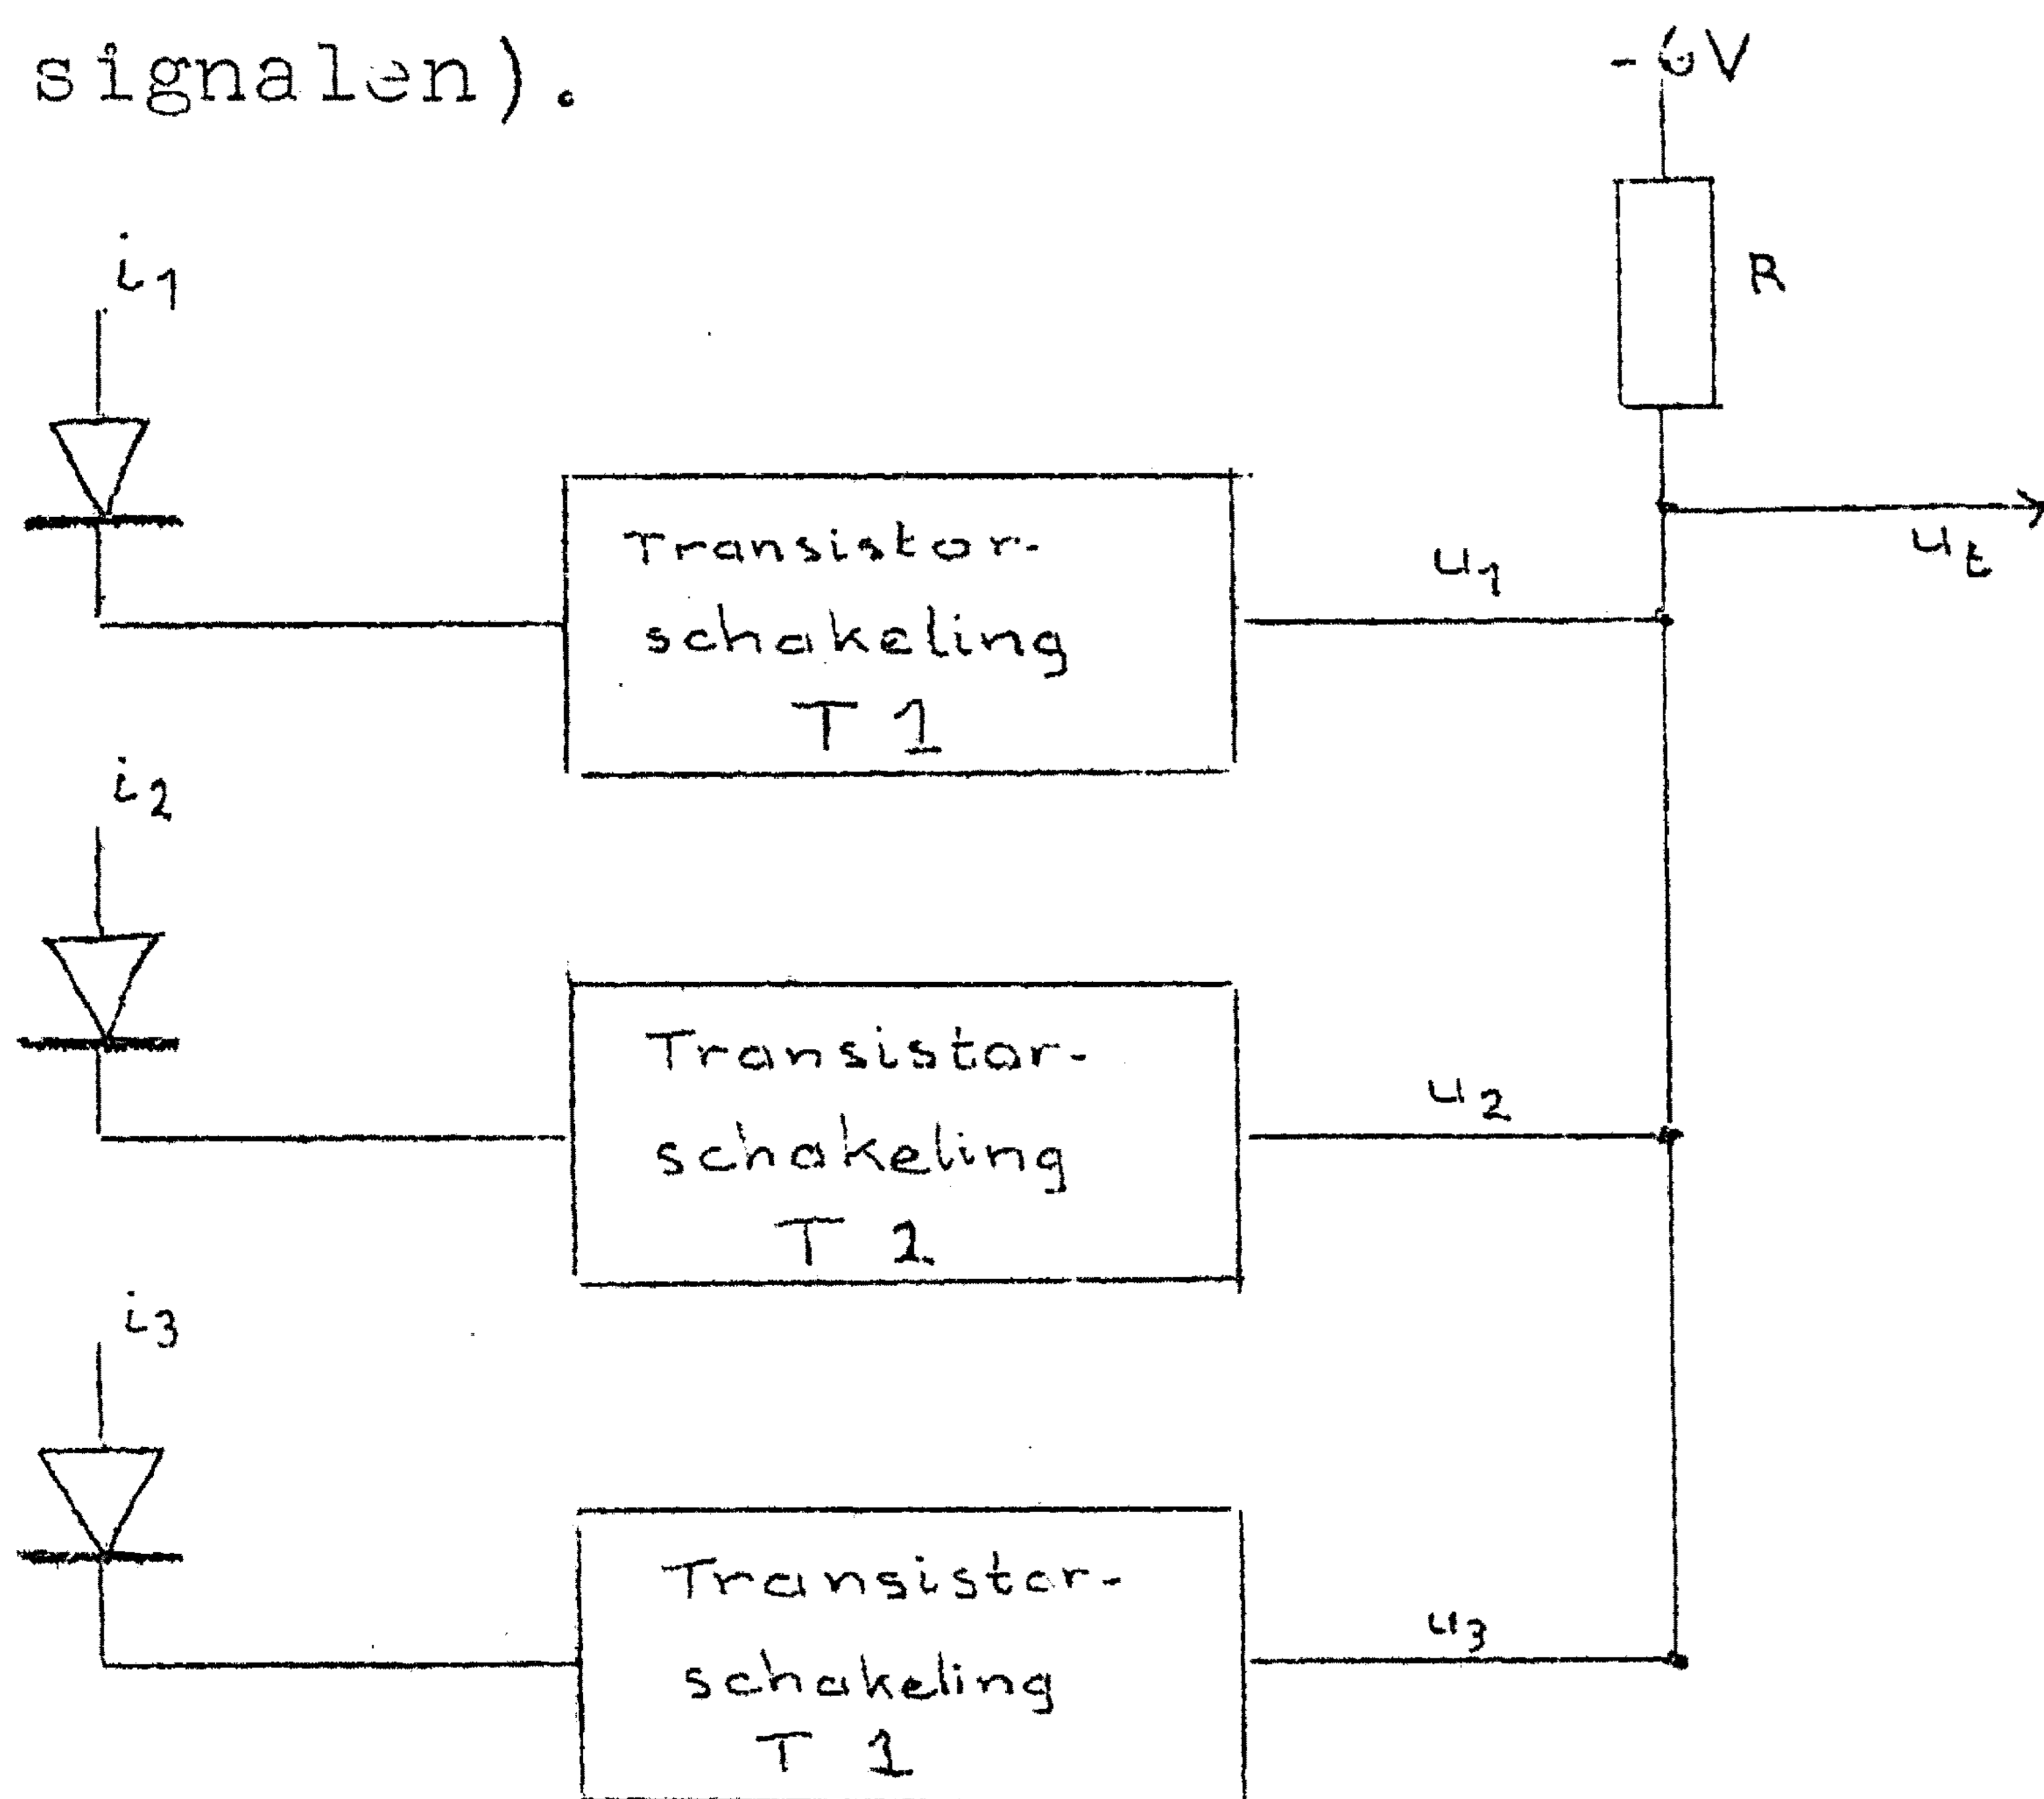 signalen).
-6V
R
i1
Transistor-
schakeling
T 1
u1
ut
i2
Transistor-
schakeling
T 1
u2
i3
Transistor-
schakeling
T 1
u3